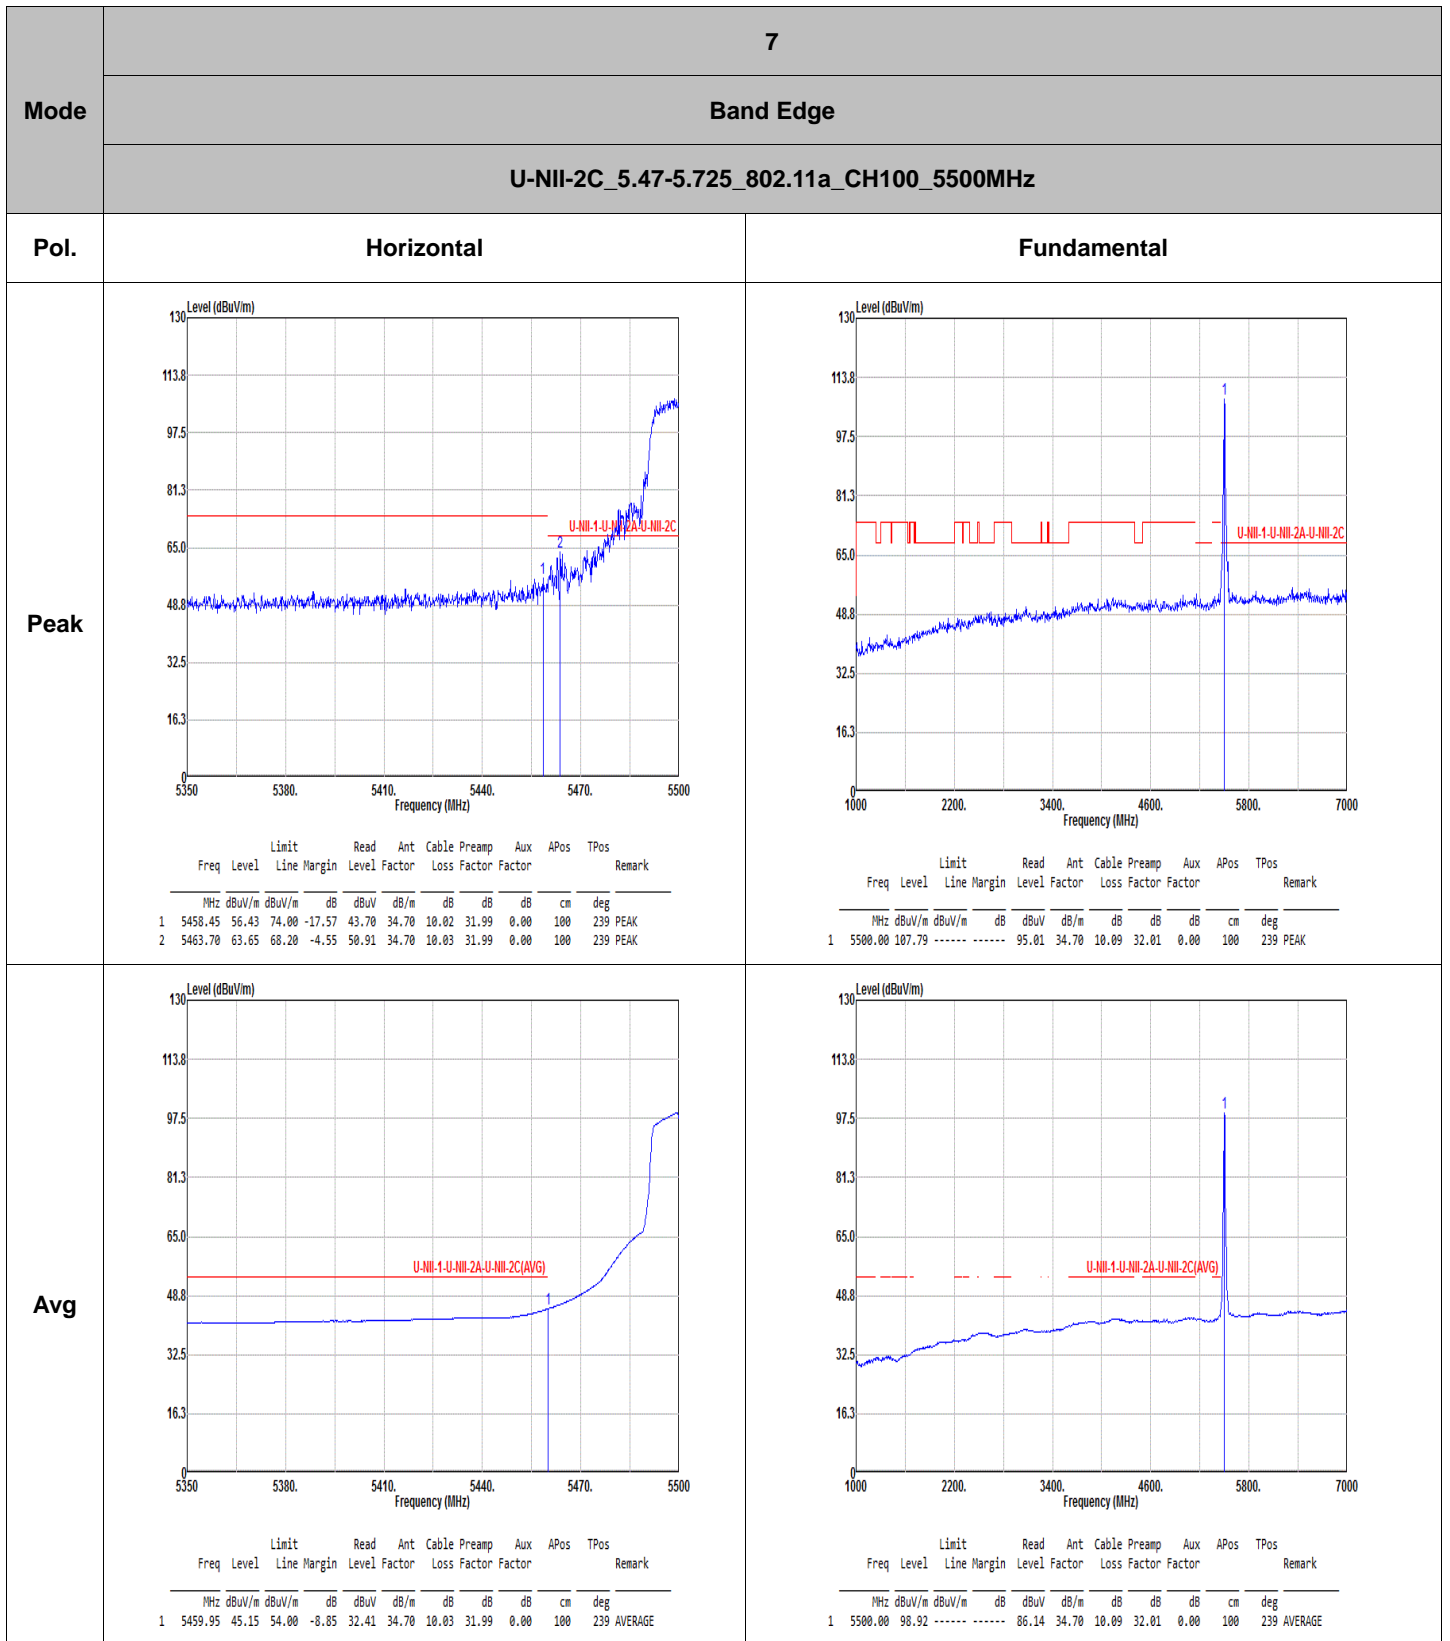 Mode
7
Band Edge
U-NII-2C_5.47-5.725_802.11a_CH100_5500MHz
Pol.
Horizontal
Fundamental
Peak
Level (dBuV/m)
130
113.8
97.5
81.3
65.0
48.8
32.5
16.3
0
U-NII-1-U-NII-2A-U-NII-2C
1
2
5350 5380. 5410. 5440. 5470. 5500
Frequency (MHz)
Limit Read Ant Cable Preamp Aux APos TPos
Freq Level Line Margin Level Factor Loss Factor Factor Remark
MHz dBuV/m dBuV/m dB dBuV dB/m dB dB dB cm deg
1 5458.45 56.43 74.00 -17.57 43.70 34.70 10.02 31.99 0.00 100 239 PEAK
2 5463.70 63.65 68.20 -4.55 50.91 34.70 10.03 31.99 0.00 100 239 PEAK
Level (dBuV/m)
130
113.8
97.5
81.3
65.0
48.8
32.5
16.3
0
1
U-NII-1-U-NII-2A-U-NII-2C
1000 2200. 3400. 4600. 5800. 7000
Frequency (MHz)
Limit Read Ant Cable Preamp Aux APos TPos
Freq Level Line Margin Level Factor Loss Factor Factor Remark
MHz dBuV/m dBuV/m dB dBuV dB/m dB dB dB cm deg
1 5500.00 107.79 ------ ------ 95.01 34.70 10.09 32.01 0.00 100 239 PEAK
Avg
Level (dBuV/m)
130
113.8
97.5
81.3
65.0
48.8
32.5
16.3
0
U-NII-1-U-NII-2A-U-NII-2C(AVG)
1
5350 5380. 5410. 5440. 5470. 5500
Frequency (MHz)
Limit Read Ant Cable Preamp Aux APos TPos
Freq Level Line Margin Level Factor Loss Factor Factor Remark
MHz dBuV/m dBuV/m dB dBuV dB/m dB dB dB cm deg
1 5459.95 45.15 54.00 -8.85 32.41 34.70 10.03 31.99 0.00 100 239 AVERAGE
Level (dBuV/m)
130
113.8
97.5
81.3
65.0
48.8
32.5
16.3
0
1
U-NII-1-U-NII-2A-U-NII-2C(AVG)
1000 2200. 3400. 4600. 5800. 7000
Frequency (MHz)
Limit Read Ant Cable Preamp Aux APos TPos
Freq Level Line Margin Level Factor Loss Factor Factor Remark
MHz dBuV/m dBuV/m dB dBuV dB/m dB dB dB cm deg
1 5500.00 98.92 ------ ------ 86.14 34.70 10.09 32.01 0.00 100 239 AVERAGE